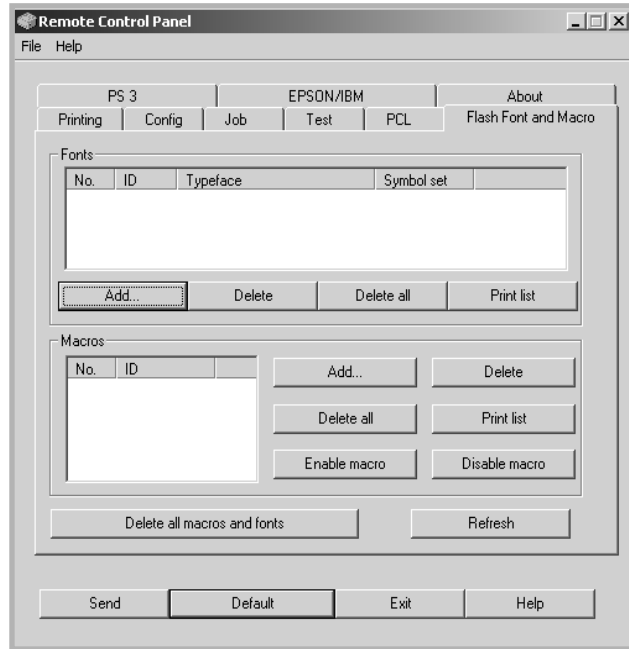 Remote Control Panel
File Help
PS 3 EPSON/IBM About
Printing Config Job Test PCL Flash Font and Macro
Fonts
No. ID Typeface Symbol set
Add... Delete Delete all Print list
Macros
No. ID
Add... Delete
Delete all Print list
Enable macro Disable macro
Delete all macros and fonts Refresh
Send Default Exit Help